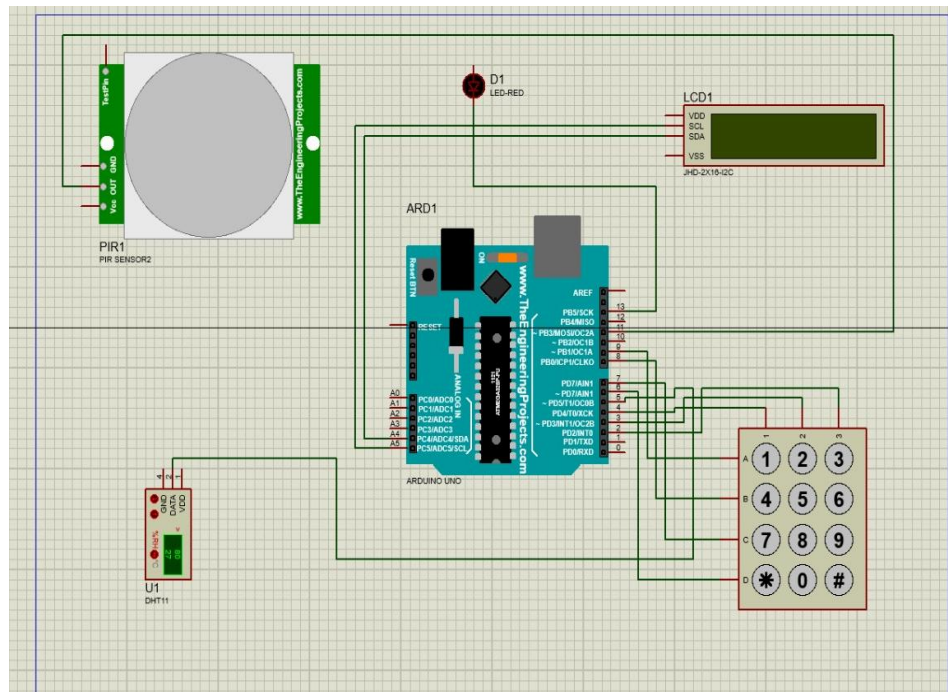 TestPin
GND
OUT
Vcc
www.TheEngineeringProjects.com
PIR1
PIR SENSOR2
D1
LED-RED
LCD1
VDD
SCL
SDA
VSS
JHD-2X16-I2C
ARD1
Reset BTN
ON
www.TheEngineeringProjects.com
AREF
PB5/SCK 13
PB4/MISO 12
~ PB3/MOSI/OC2A 11
~ PB2/OC1B 10
~ PB1/OC1A 9
PB0/ICP1/CLKO 8
RESET
ANALOG IN
PD7/AIN1 7
~ PD7/AIN1 6
~ PD5/T1/OC0B 5
PD4/T0/XCK 4
~ PD3/INT1/OC2B 3
PD2/INT0 2
PD1/TXD 1
PD0/RXD 0
A0 PC0/ADC0
A1 PC1/ADC1
A2 PC2/ADC2
A3 PC3/ADC3
A4 PC4/ADC4/SDA
A5 PC5/ADC5/SCL
ARDUINO UNO
1 2 3
A 1 2 3
B 4 5 6
C 7 8 9
D * 0 #
4 2 1
GND
DATA
VDD
%RH
°C
80
27
U1
DHT11